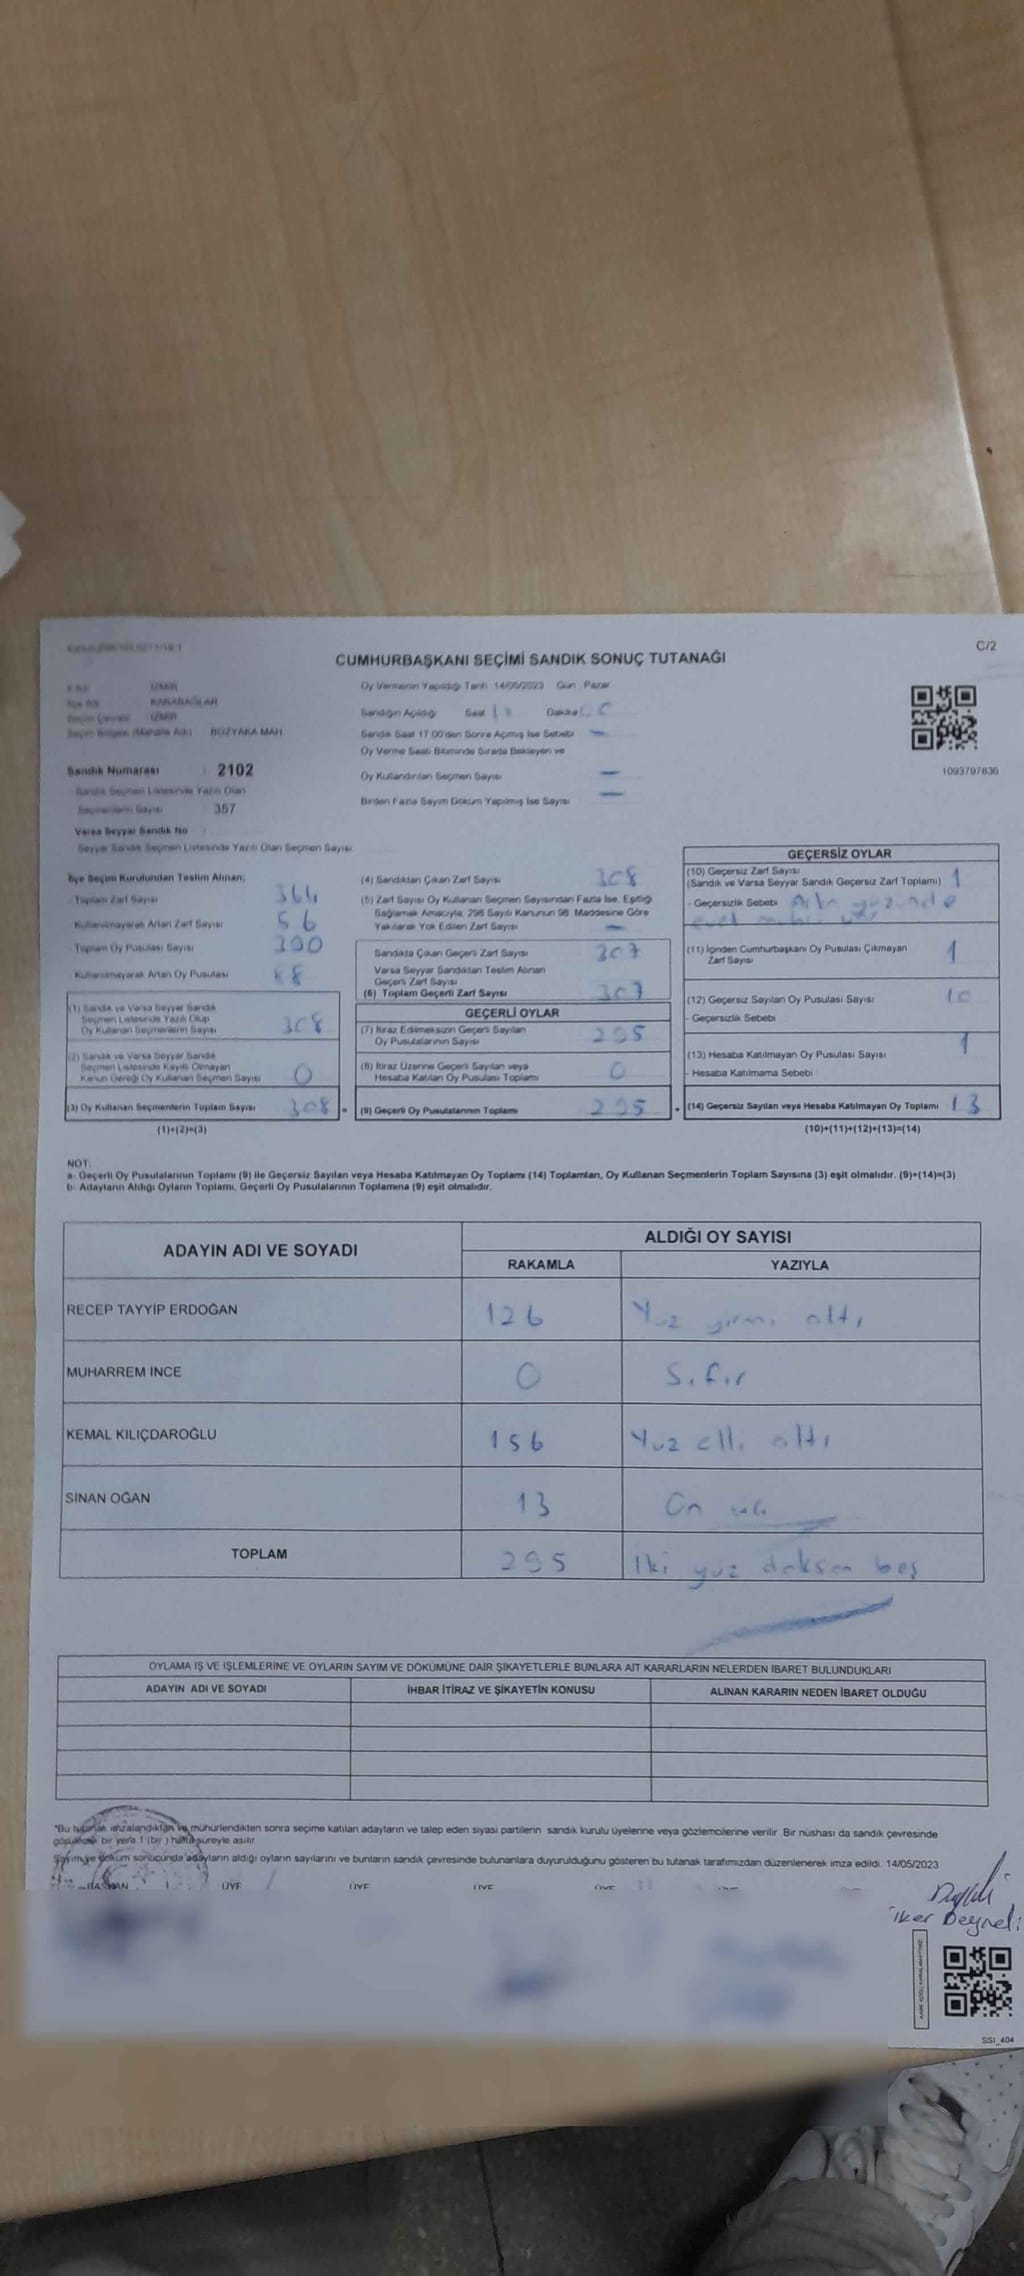 C/2
CUMHURBAŞKANI SEÇİMİ SANDIK SONUÇ TUTANAĞI
İZMİR
KARABAĞLAR
İZMİR
Seçim Bölgesi (Mahalle Adı) BOZYAKA MAH.
Sandık Numarası : 2102
Sandık Seçmen Listesinde Yazılı Olan
Seçmenlerin Sayısı : 357
Varsa Seyyar Sandık No
Seyyar Sandık Seçmen Listesinde Yazılı Olan Seçmen Sayısı:
Oy Vermenin Yapıldığı Tarih 14/05/2023 Gün Pazar
Sandığın Açıldığı Saat Dakika
Sandık Saat 17.00'den Sonra Açmış İse Sebebi -
Oy Verme Saati Bitiminde Sırada Bekleyen ve
Oy Kullandırılan Seçmen Sayısı -
Birden Fazla Sayım Döküm Yapılmış İse Sayısı -
1093797836
İlçe Seçim Kurulundan Teslim Alınan;
- Toplam Zarf Sayısı 364
- Kullanılmayarak Artan Zarf Sayısı 56
- Toplam Oy Pusulası Sayısı 390
- Kullanılmayarak Artan Oy Pusulası 88
(1) Sandık ve Varsa Seyyar Sandık
Seçmen Listesinde Yazılı Olup
Oy Kullanan Seçmenlerin Sayısı 308
(2) Sandık ve Varsa Seyyar Sandık
Seçmen Listesinde Kayıtlı Olmayan
Kanun Gereği Oy Kullanan Seçmen Sayısı 0
(3) Oy Kullanan Seçmenlerin Toplam Sayısı 308 =
(1)+(2)=(3)
(4) Sandıktan Çıkan Zarf Sayısı 308
(5) Zarf Sayısı Oy Kullanan Seçmen Sayısından Fazla İse, Eşitliği
Sağlamak Amacıyla, 298 Sayılı Kanunun 98. Maddesine Göre
Yakılarak Yok Edilen Zarf Sayısı -
Sandıkta Çıkan Geçerli Zarf Sayısı 307
Varsa Seyyar Sandıktan Teslim Alınan
Geçerli Zarf Sayısı
(6) Toplam Geçerli Zarf Sayısı 307
GEÇERLİ OYLAR
(7) İtiraz Edilmeksizin Geçerli Sayılan
Oy Pusulalarının Sayısı 295
(8) İtiraz Üzerine Geçerli Sayılan veya
Hesaba Katılan Oy Pusulası Toplamı 0
(9) Geçerli Oy Pusulalarının Toplamı 295 +
GEÇERSİZ OYLAR
(10) Geçersiz Zarf Sayısı
(Sandık ve Varsa Seyyar Sandık Geçersiz Zarf Toplamı) 1
- Geçersizlik Sebebi Arka yüzünde
evet
(11) İçinden Cumhurbaşkanı Oy Pusulası Çıkmayan
Zarf Sayısı 1
(12) Geçersiz Sayılan Oy Pusulası Sayısı 10
- Geçersizlik Sebebi
(13) Hesaba Katılmayan Oy Pusulası Sayısı 1
- Hesaba Katılmama Sebebi
(14) Geçersiz Sayılan veya Hesaba Katılmayan Oy Toplamı 13
(10)+(11)+(12)+(13)=(14)
NOT:
a- Geçerli Oy Pusulalarının Toplamı (9) ile Geçersiz Sayılan veya Hesaba Katılmayan Oy Toplamı (14) Toplamları, Oy Kullanan Seçmenlerin Toplam Sayısına (3) eşit olmalıdır. (9)+(14)=(3)
b- Adayların Aldığı Oyların Toplamı, Geçerli Oy Pusulalarının Toplamına (9) eşit olmalıdır.
ADAYIN ADI VE SOYADI ALDIĞI OY SAYISI
RAKAMLA YAZIYLA
RECEP TAYYİP ERDOĞAN 126 Yuz yirmi altı
MUHARREM İNCE 0 Sıfır
KEMAL KILIÇDAROĞLU 156 Yuz elli altı
SİNAN OĞAN 13 On
TOPLAM 295 İki yüz doksan beş
OYLAMA İŞ VE İŞLEMLERİNE VE OYLARIN SAYIM VE DÖKÜMÜNE DAİR ŞİKAYETLERLE BUNLARA AİT KARARLARIN NELERDEN İBARET BULUNDUKLARI
ADAYIN ADI VE SOYADI İHBAR İTİRAZ VE ŞİKAYETİN KONUSU ALINAN KARARIN NEDEN İBARET OLDUĞU
*Bu tutanak imzalandıktan ve mühürlendikten sonra seçime katılan adayların ve talep eden siyasi partilerin sandık kurulu üyelerine veya gözlemcilerine verilir. Bir nüshası da sandık çevresinde
görülecek bir yere 1 (bir) hafta süreyle asılır.
Sayım ve döküm sonucunda adayların aldığı oyların sayılarını ve bunların sandık çevresinde bulunanlara duyurulduğunu gösteren bu tutanak tarafımızdan düzenlenerek imza edildi. 14/05/2023
BAŞKAN ÜYE ÜYE ÜYE ÜYE
İlker Deyneli
SSI_404